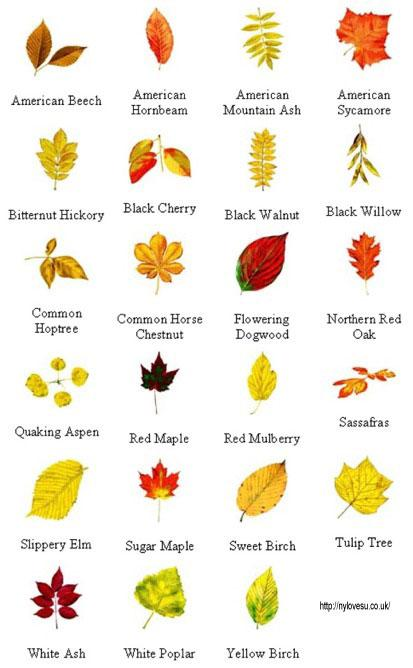 American Beech
American
Hornbeam
American
Mountain Ash
American
Sycamore
Bitternut Hickory
Black Cherry
Black Walnut
Black Willow
Common
Hoptree
Common Horse
Chestnut
Flowering
Dogwood
Northern Red
Oak
Quaking Aspen
Red Maple
Red Mulberry
Sassafras
Slippery Elm
Sugar Maple
Sweet Birch
Tulip Tree
White Ash
White Poplar
Yellow Birch
http://nylovesu.co.uk/